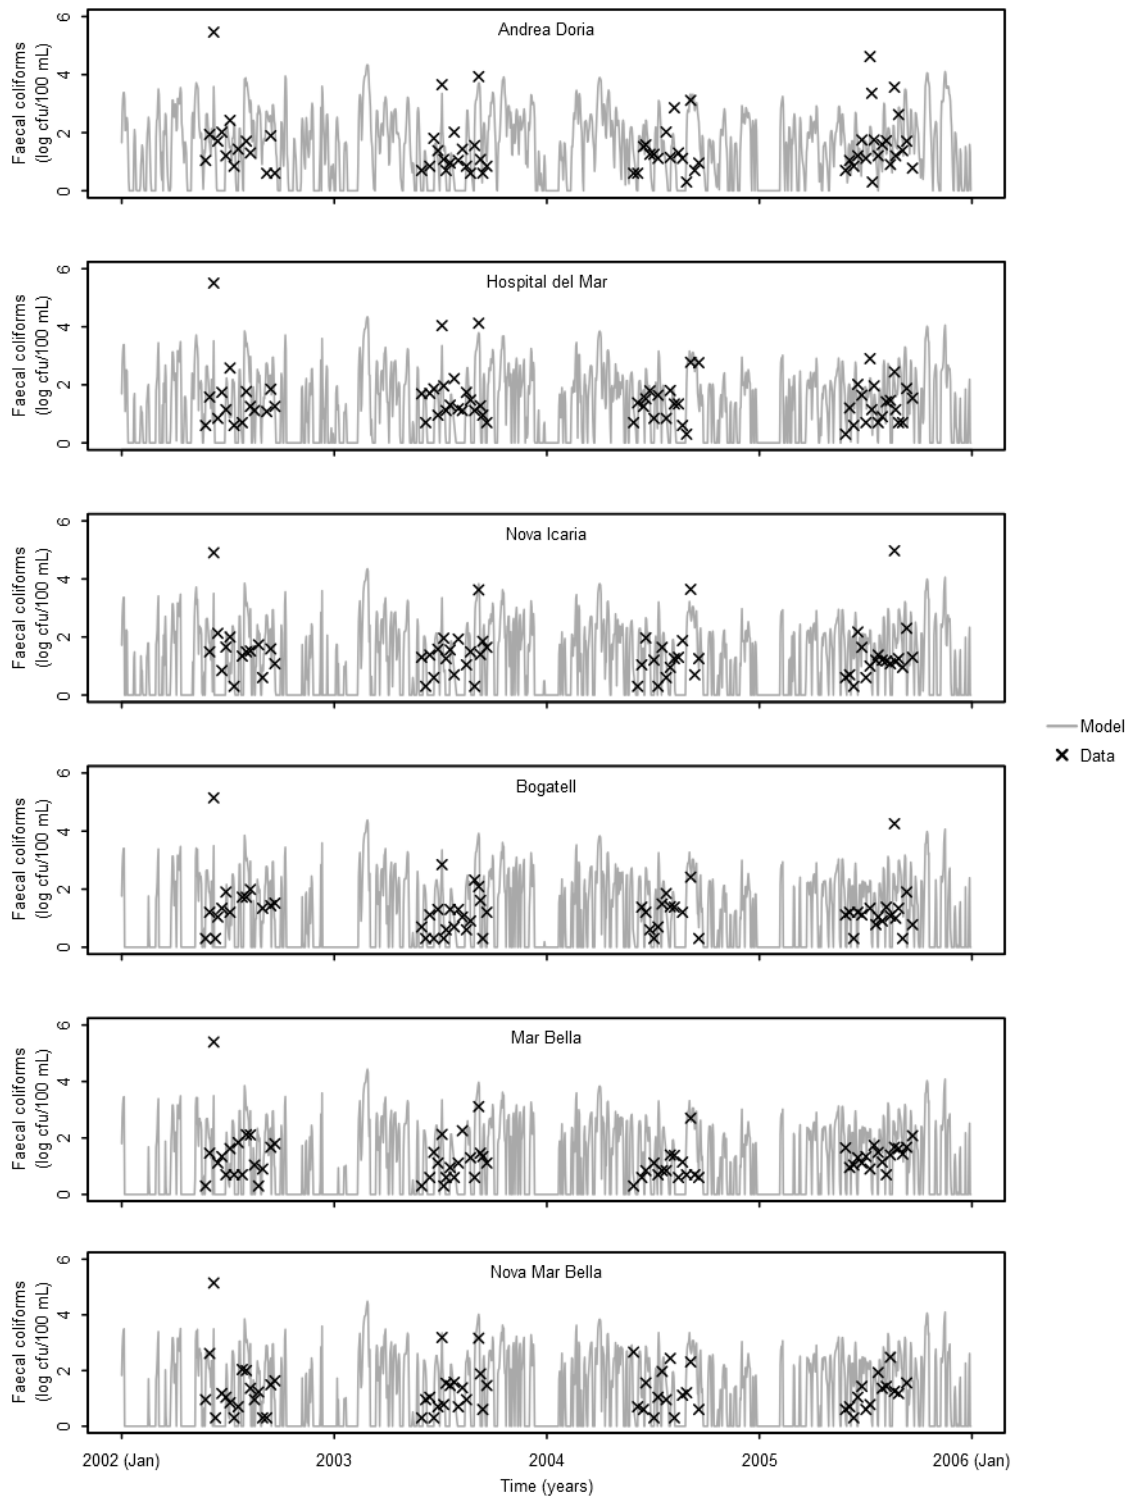 Andrea Doria
Faecal coliforms
(log cfu/100 mL)
6
4
2
0
Hospital del Mar
Faecal coliforms
(log cfu/100 mL)
6
4
2
0
Nova Icaria
Faecal coliforms
(log cfu/100 mL)
6
4
2
0
Model
Data
Bogatell
Faecal coliforms
(log cfu/100 mL)
6
4
2
0
Mar Bella
Faecal coliforms
(log cfu/100 mL)
6
4
2
0
Nova Mar Bella
Faecal coliforms
(log cfu/100 mL)
6
4
2
0
2002 (Jan) 2003 2004 2005 2006 (Jan)
Time (years)